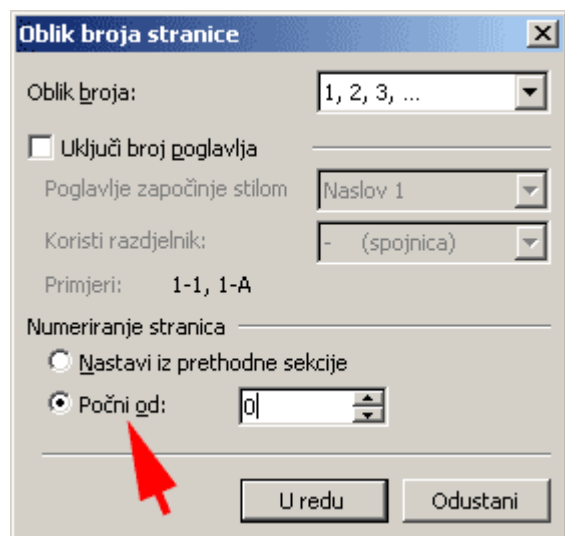 Oblik broja stranice
Oblik broja: 1, 2, 3, ...
Uključi broj poglavlja
Poglavlje započinje stilom Naslov 1
Koristi razdjelnik: - (spojnica)
Primjeri: 1-1, 1-A
Numeriranje stranica
Nastavi iz prethodne sekcije
Počni od: 0
U redu Odustani